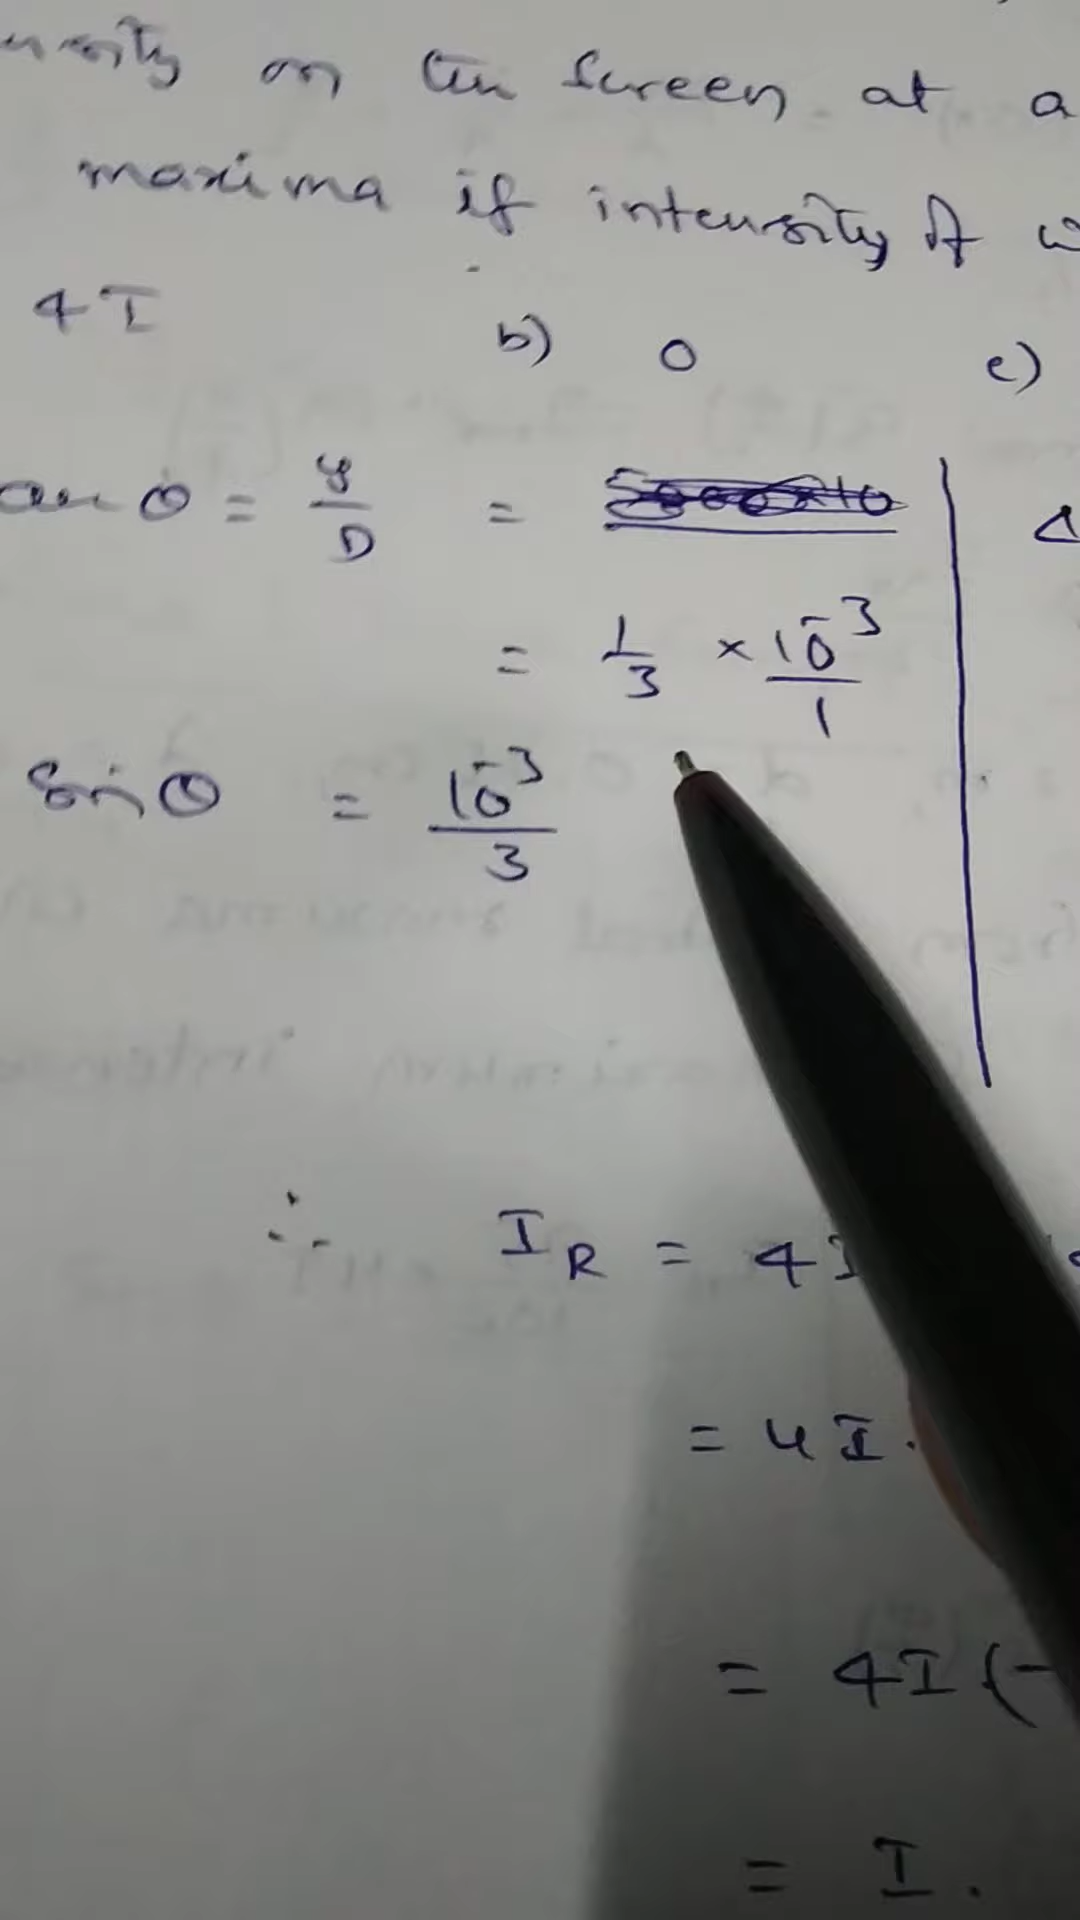 on the screen at a
maxima if intensity of
4I b) 0 c)
θ = y/D =
= 1/3 × 10⁻³/1
Sin θ = 10⁻³/3
∴ I_R = 4I
= 4I.
= 4I (-
= I.